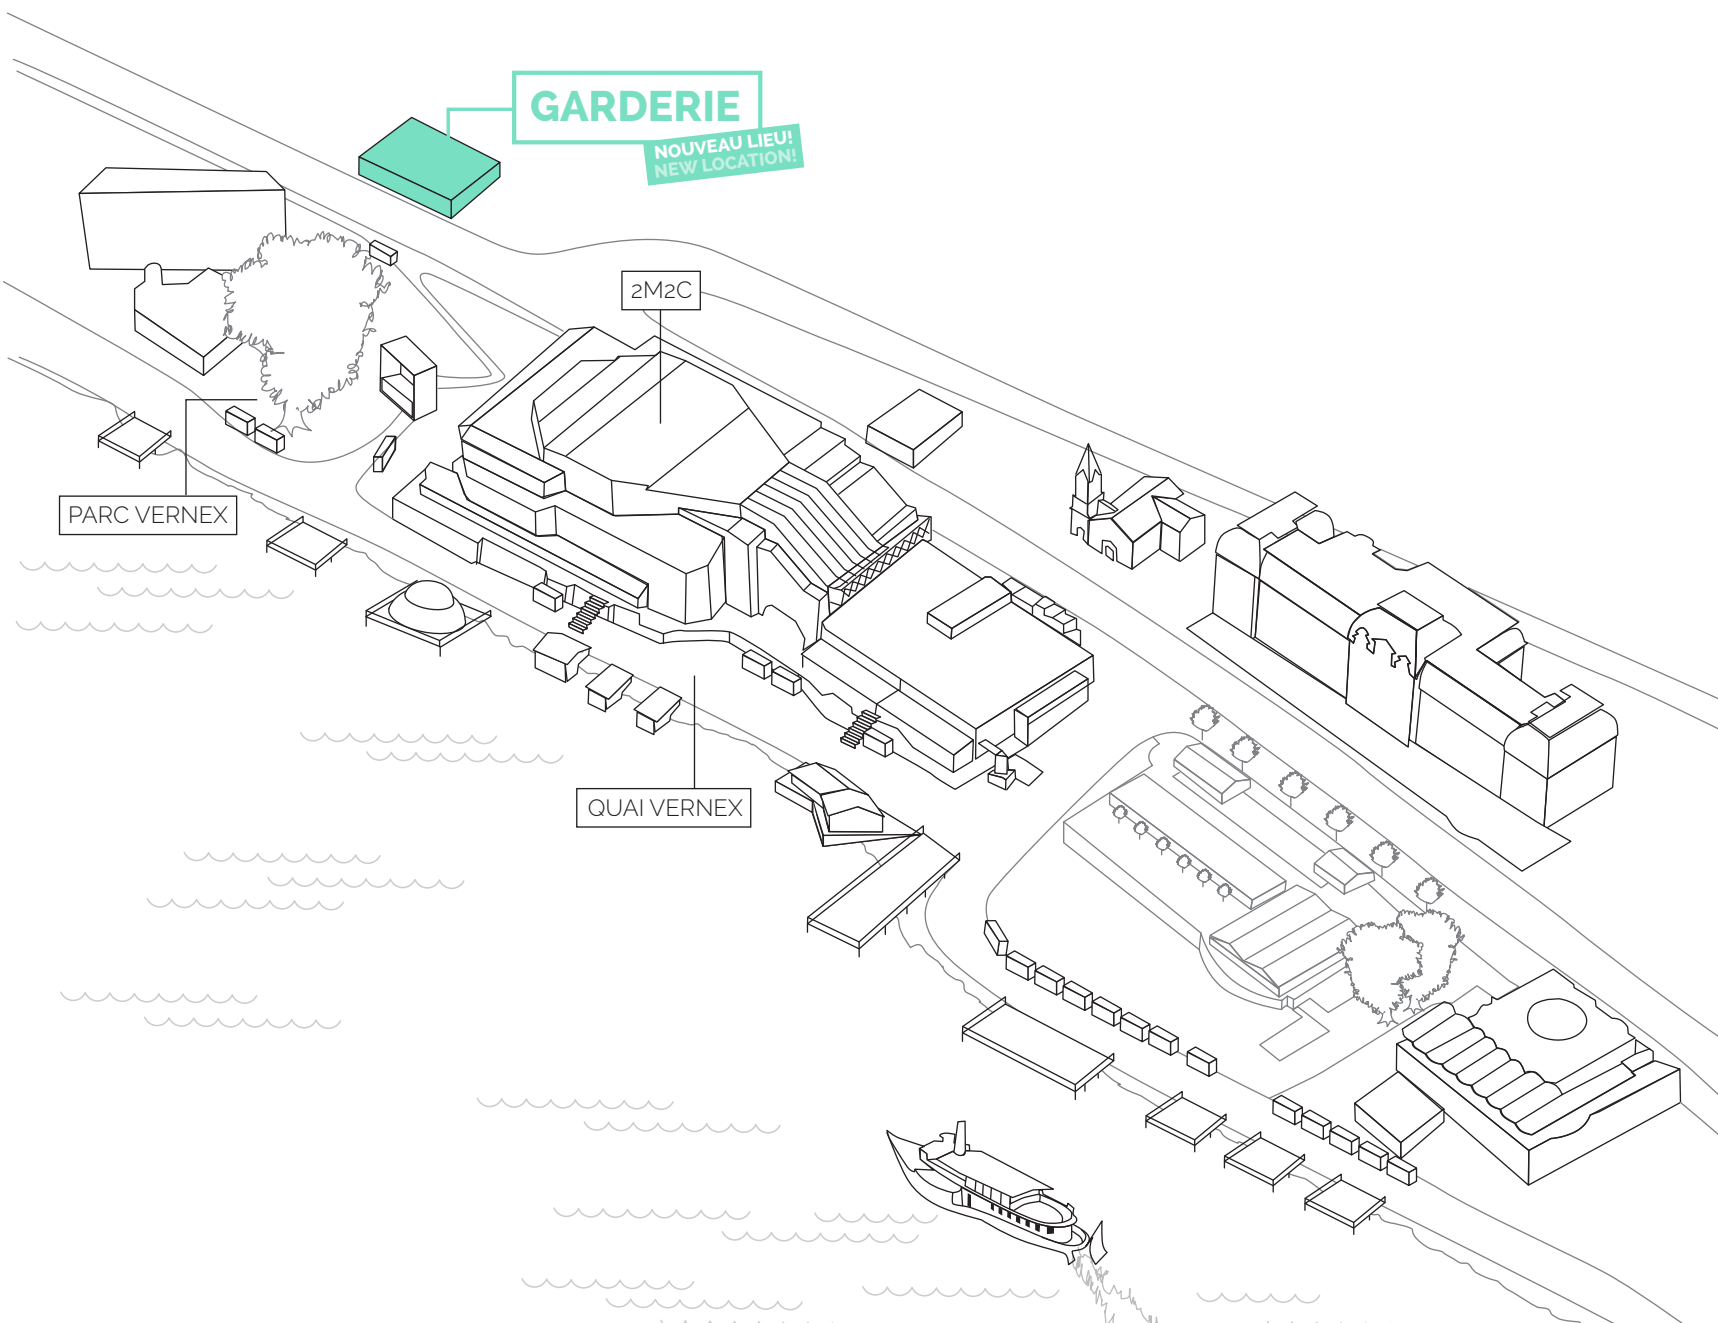 GARDERIE
NOUVEAU LIEU!
NEW LOCATION!
2M2C
PARC VERNEX
QUAI VERNEX